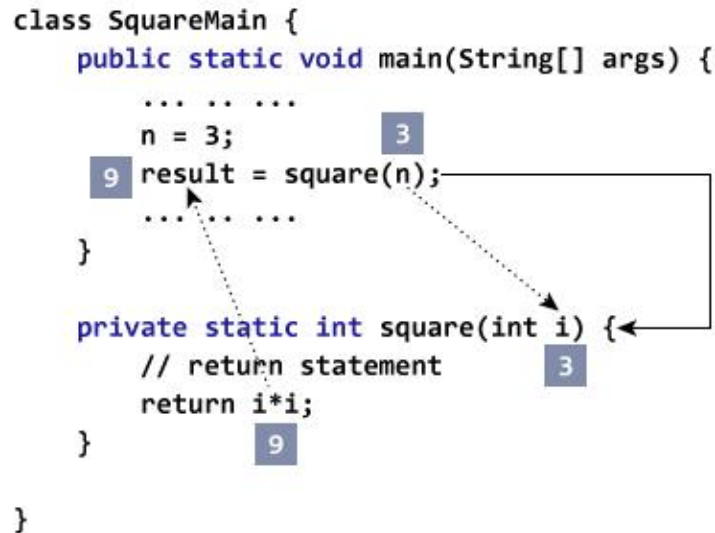 class SquareMain {
public static void main(String[] args) {
... .. ...
n = 3;
3
9 result = square(n);
... .. ...
}
private static int square(int i) {
// return statement
3
return i*i;
}
9
}